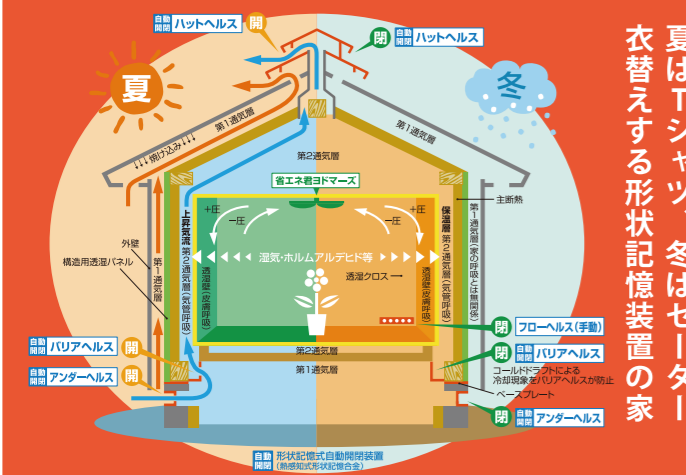 夏はTシャツ、冬はセーター
衣替えする形状記憶装置の家
自動開閉 ハットヘルス 開
閉 自動開閉 ハットヘルス
夏
冬
第1通気層
↓↓↓焼け込み↓↓↓
第1通気層
第2通気層
省エネ君ヨドマーズ
+圧
−圧
−圧
+圧
主断熱
外壁
構造用透湿パネル
第1通気層
上昇気流 第2通気層(気管呼吸)
透湿壁(皮膚呼吸)
湿気・ホルムアルデヒド等
透湿クロス→
透湿壁(皮膚呼吸)
保温層 第2通気層(気管呼吸)
第1通気層(家の呼吸とは無関係)
閉 フローヘルス(手動)
自動開閉 バリアヘルス 開
閉 自動開閉 バリアヘルス
第2通気層
第1通気層
コールドドラフトによる
冷却現象をバリアヘルスが防止
自動開閉 アンダーヘルス 開
ベースプレート
閉 自動開閉 アンダーヘルス
自動開閉 形状記憶式自動開閉装置
(熱感知式形状記憶合金)